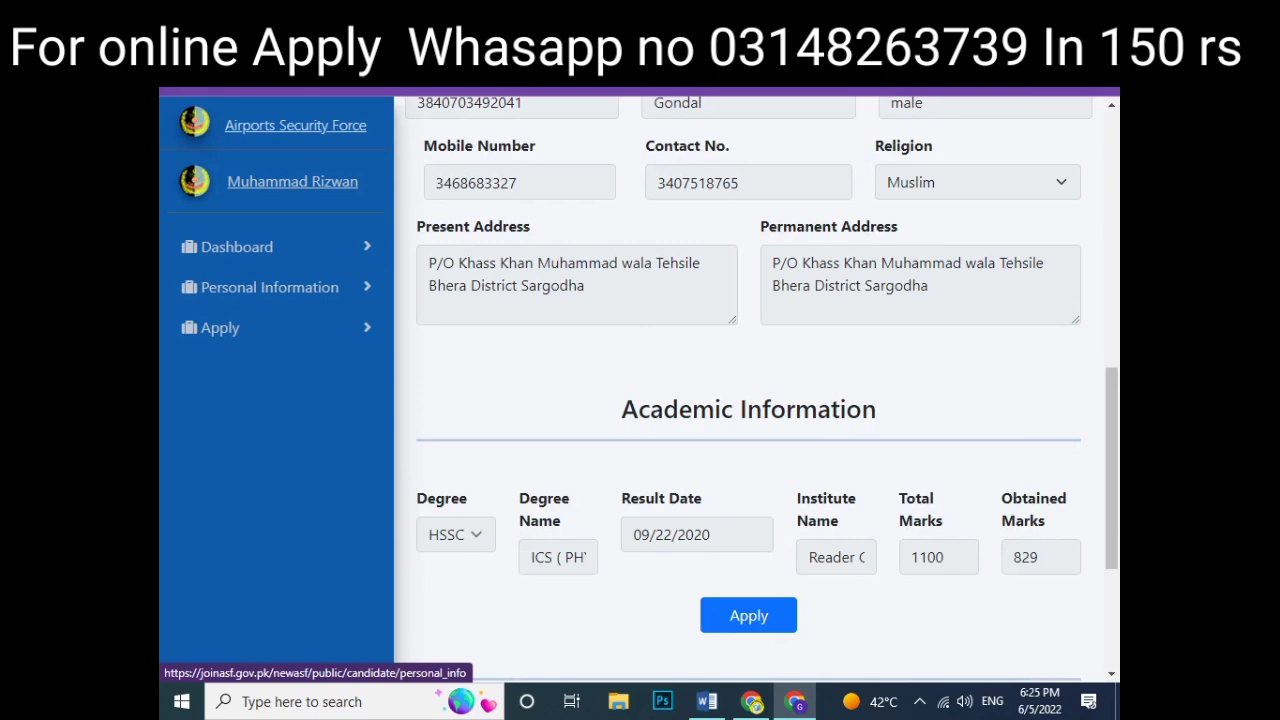 For online Apply Whasapp no 03148263739 In 150 rs
Airports Security Force
Muhammad Rizwan
Dashboard
Personal Information
Apply
3840703492041 Gondal male
Mobile Number Contact No. Religion
3468683327 3407518765 Muslim
Present Address Permanent Address
P/O Khass Khan Muhammad wala Tehsile
Bhera District Sargodha
P/O Khass Khan Muhammad wala Tehsile
Bhera District Sargodha
Academic Information
Degree
Degree Name
Result Date
Institute Name
Total Marks
Obtained Marks
HSSC
ICS ( PH
09/22/2020
Reader
1100
829
Apply
https://joinasf.gov.pk/newasf/public/candidate/personal_info
Type here to search
Ps
W
G
42°C
ENG
6:25 PM
6/5/2022